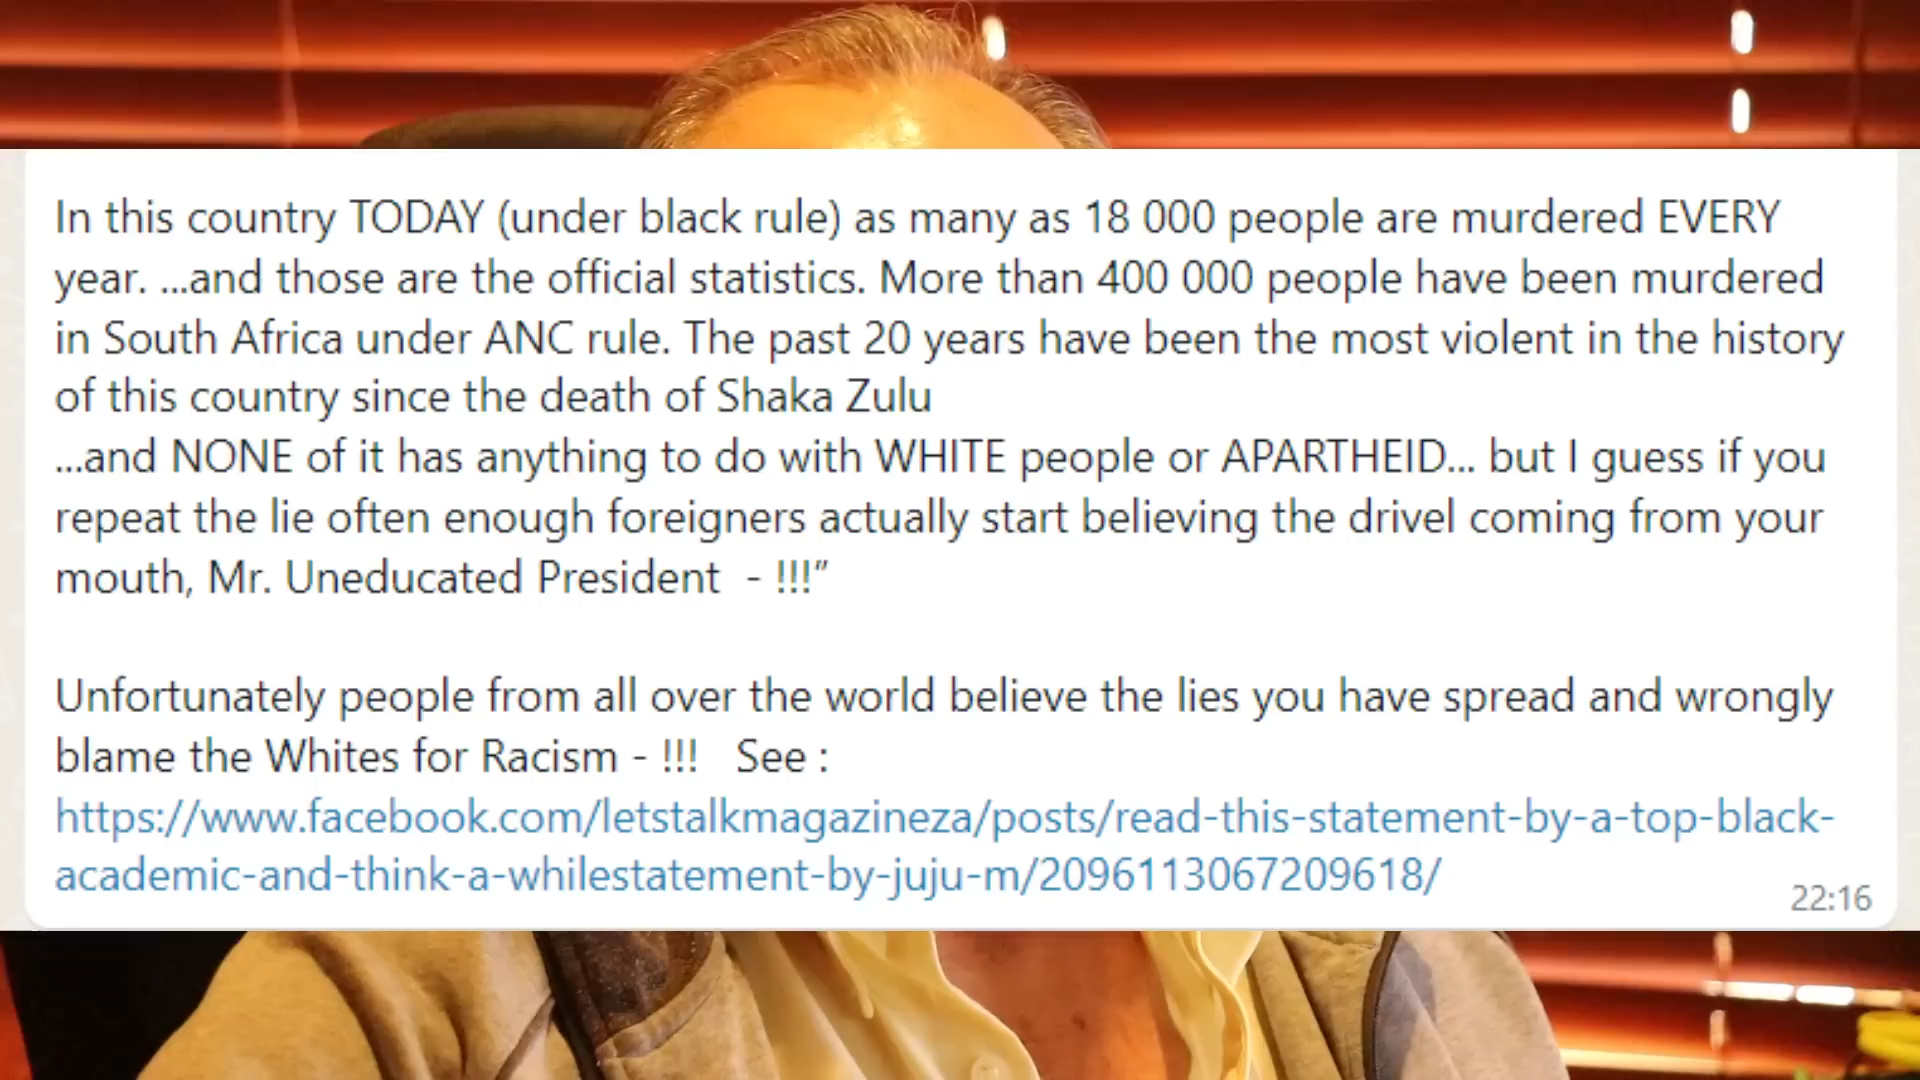 In this country TODAY (under black rule) as many as 18 000 people are murdered EVERY
year. ...and those are the official statistics. More than 400 000 people have been murdered
in South Africa under ANC rule. The past 20 years have been the most violent in the history
of this country since the death of Shaka Zulu
...and NONE of it has anything to do with WHITE people or APARTHEID... but I guess if you
repeat the lie often enough foreigners actually start believing the drivel coming from your
mouth, Mr. Uneducated President  - !!!”
Unfortunately people from all over the world believe the lies you have spread and wrongly
blame the Whites for Racism - !!!   See :
https://www.facebook.com/letstalkmagazineza/posts/read-this-statement-by-a-top-black-
academic-and-think-a-whilestatement-by-juju-m/2096113067209618/
22:16